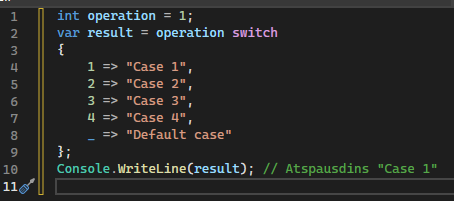 1 int operation = 1;
2 var result = operation switch
3 {
4     1 => "Case 1",
5     2 => "Case 2",
6     3 => "Case 3",
7     4 => "Case 4",
8     _ => "Default case"
9 };
10 Console.WriteLine(result); // Atspausdins "Case 1"
11